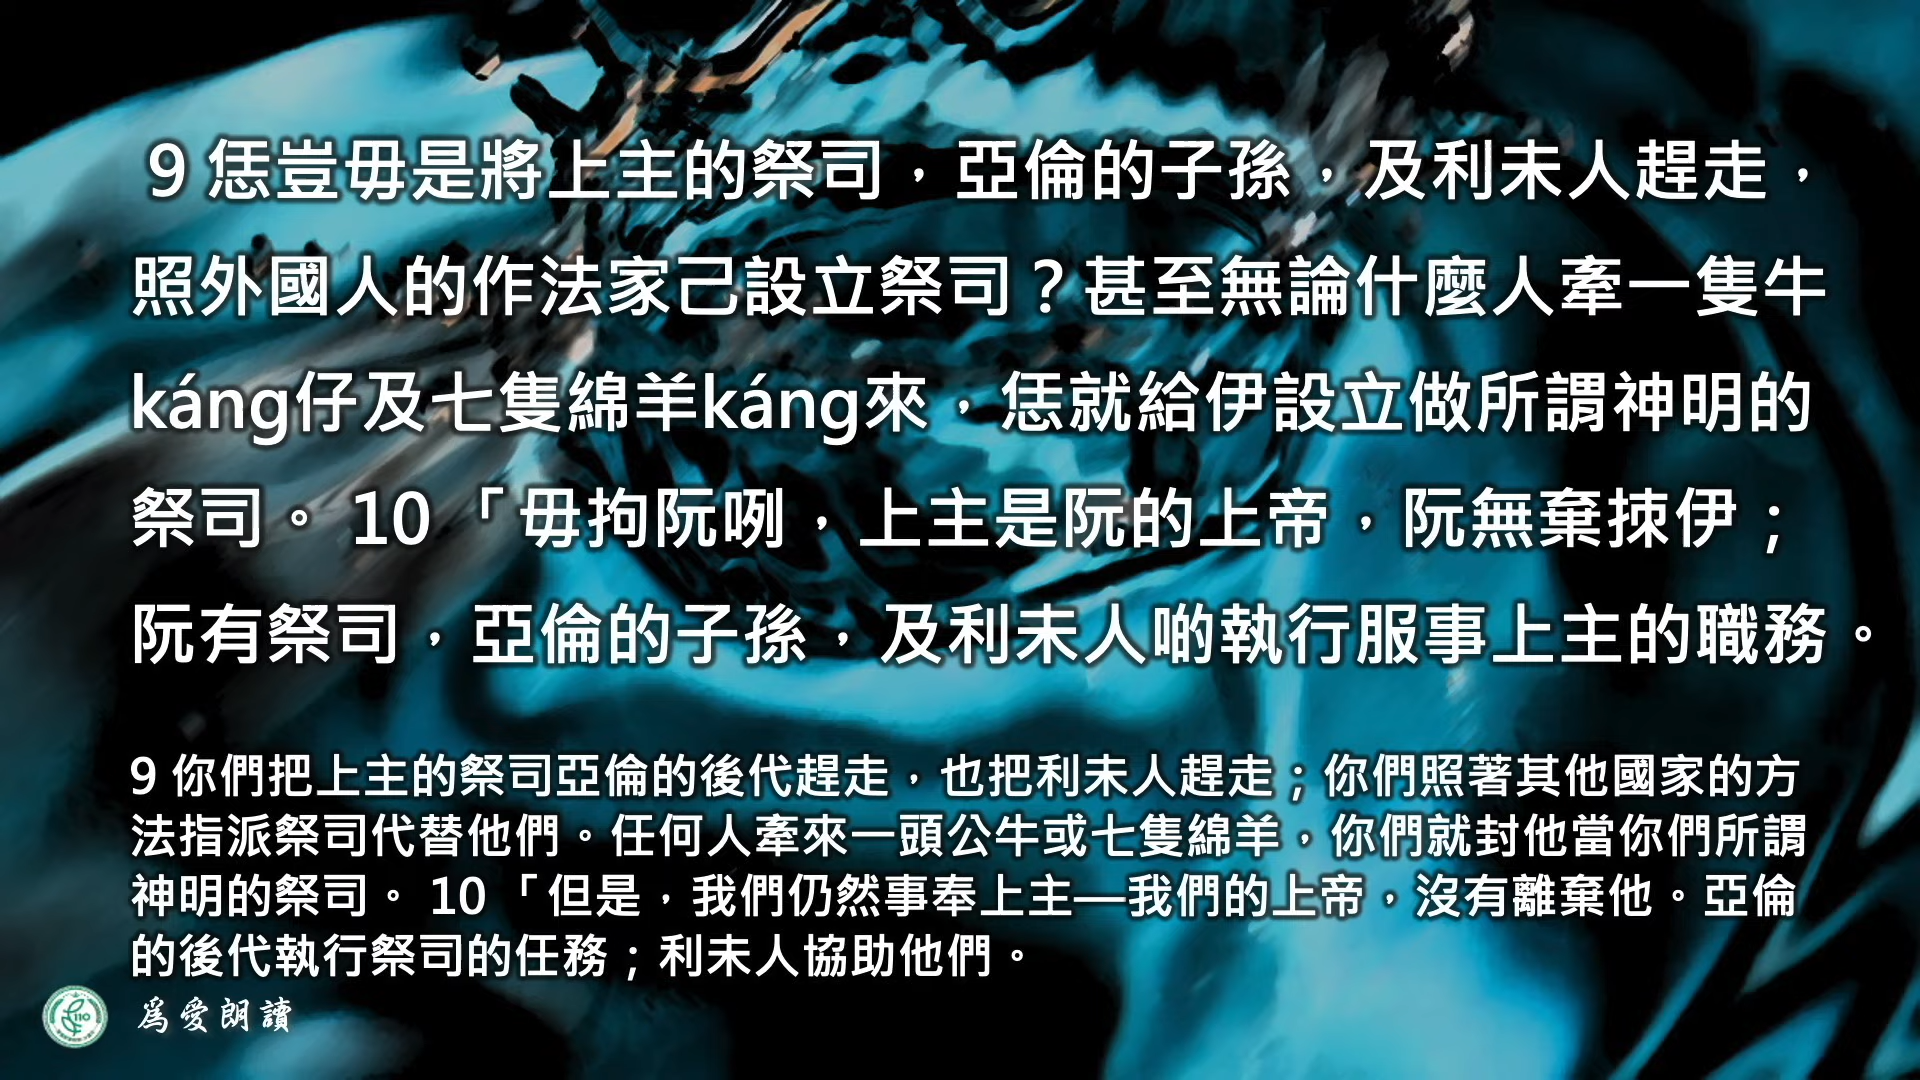 9 恁豈毋是將上主的祭司，亞倫的子孫，及利未人趕走，
照外國人的作法家己設立祭司？甚至無論什麼人牽一隻牛
káng仔及七隻綿羊káng來，恁就給伊設立做所謂神明的
祭司。 10 「毋拘阮咧，上主是阮的上帝，阮無棄捒伊；
阮有祭司，亞倫的子孫，及利未人啲執行服事上主的職務。
9 你們把上主的祭司亞倫的後代趕走，也把利未人趕走；你們照著其他國家的方
法指派祭司代替他們。任何人牽來一頭公牛或七隻綿羊，你們就封他當你們所謂
神明的祭司。 10 「但是，我們仍然事奉上主—我們的上帝，沒有離棄他。亞倫
的後代執行祭司的任務；利未人協助他們。
為愛朗讀
110